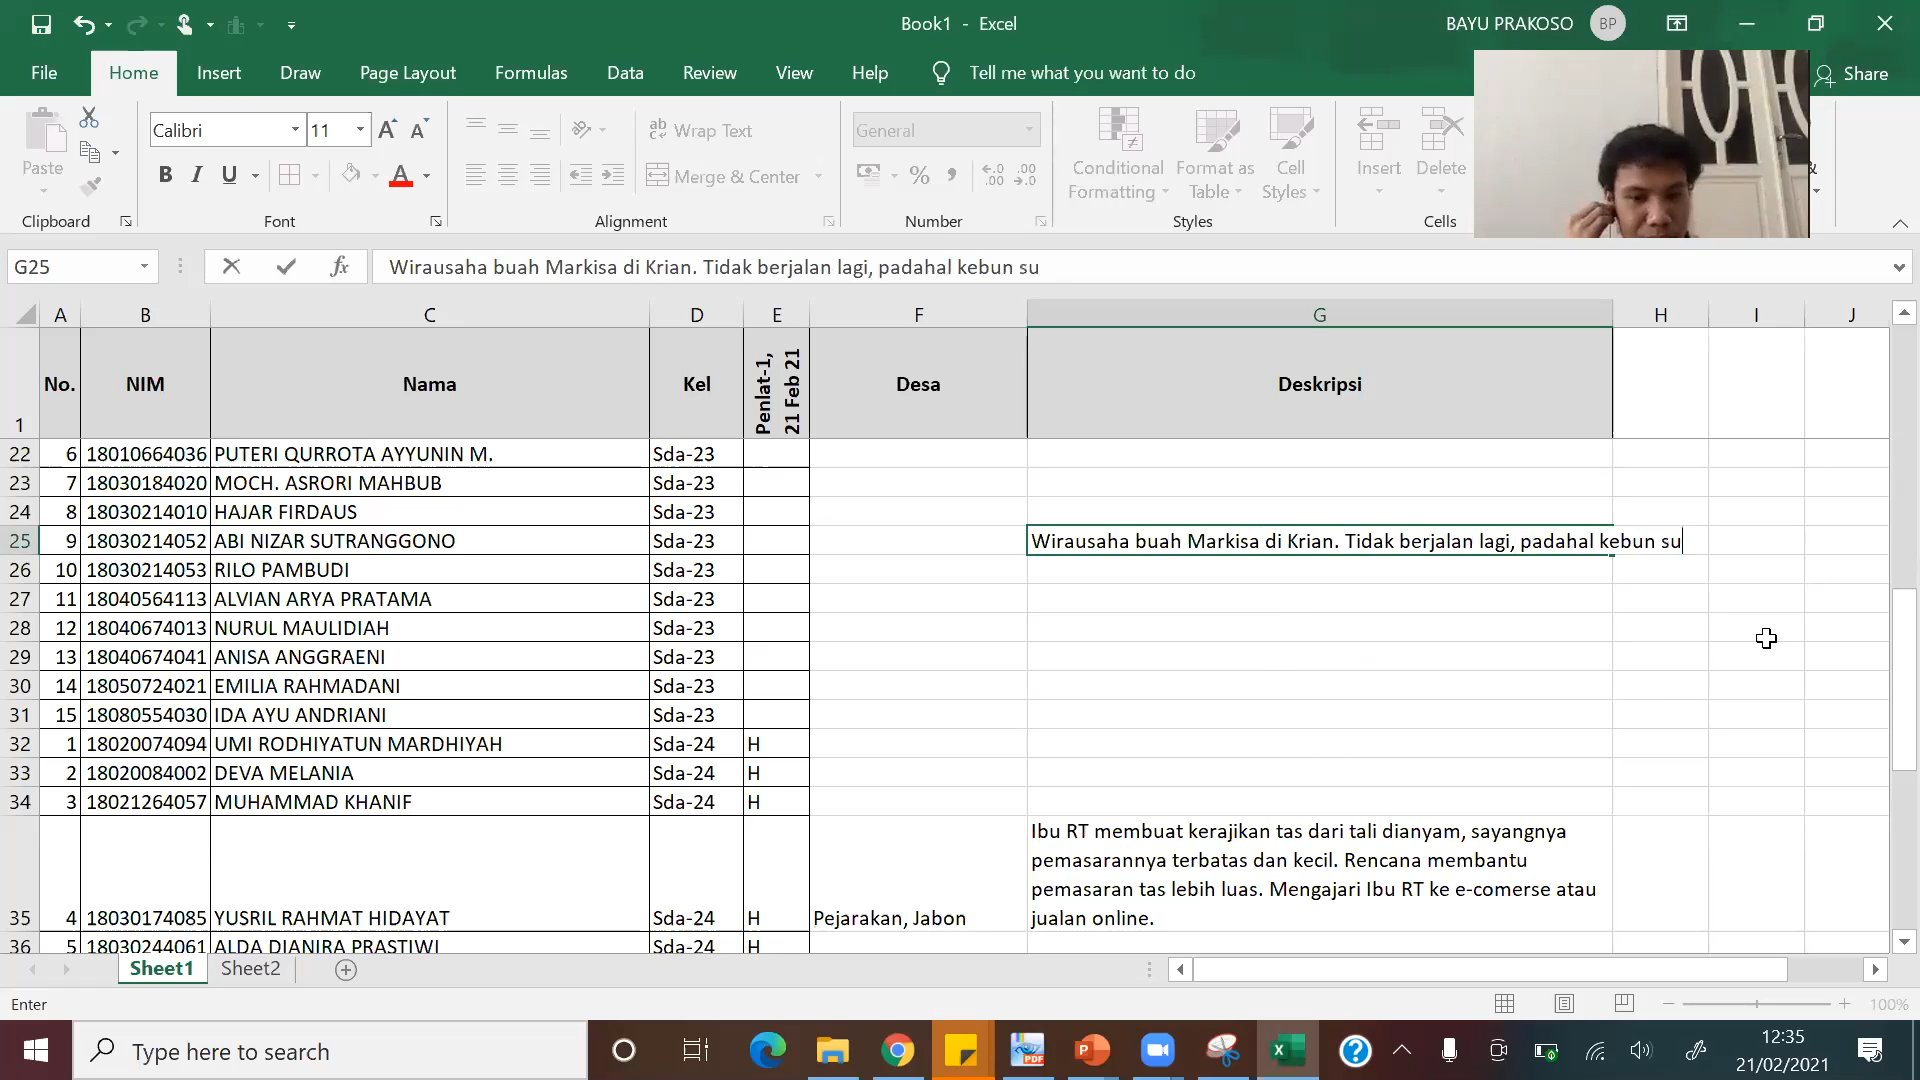 Book1 - Excel
BAYU PRAKOSO BP
File Home Insert Draw Page Layout Formulas Data Review View Help Tell me what you want to do Share
Paste
Clipboard
Calibri 11
B I U A
Font
ab Wrap Text
Merge & Center
Alignment
General
% , .00
Number
Conditional Formatting
Format as Table
Cell Styles
Styles
Insert Delete
Cells
G25 fx Wirausaha buah Markisa di Krian. Tidak berjalan lagi, padahal kebun su
A B C D E F G H I J
1 No. NIM Nama Kel Penlat-1, 21 Feb 21 Desa Deskripsi
22 6 18010664036 PUTERI QURROTA AYYUNIN M. Sda-23
23 7 18030184020 MOCH. ASRORI MAHBUB Sda-23
24 8 18030214010 HAJAR FIRDAUS Sda-23
25 9 18030214052 ABI NIZAR SUTRANGGONO Sda-23 Wirausaha buah Markisa di Krian. Tidak berjalan lagi, padahal kebun su
26 10 18030214053 RILO PAMBUDI Sda-23
27 11 18040564113 ALVIAN ARYA PRATAMA Sda-23
28 12 18040674013 NURUL MAULIDIAH Sda-23
29 13 18040674041 ANISA ANGGRAENI Sda-23
30 14 18050724021 EMILIA RAHMADANI Sda-23
31 15 18080554030 IDA AYU ANDRIANI Sda-23
32 1 18020074094 UMI RODHIYATUN MARDHIYAH Sda-24 H
33 2 18020084002 DEVA MELANIA Sda-24 H
34 3 18021264057 MUHAMMAD KHANIF Sda-24 H
Ibu RT membuat kerajikan tas dari tali dianyam, sayangnya
pemasarannya terbatas dan kecil. Rencana membantu
pemasaran tas lebih luas. Mengajari Ibu RT ke e-comerse atau
35 4 18030174085 YUSRIL RAHMAT HIDAYAT Sda-24 H Pejarakan, Jabon jualan online.
36 5 18030244061 ALDA DIANIRA PRASTIWI Sda-24 H
Sheet1 Sheet2
Enter 100%
Type here to search
12:35
21/02/2021